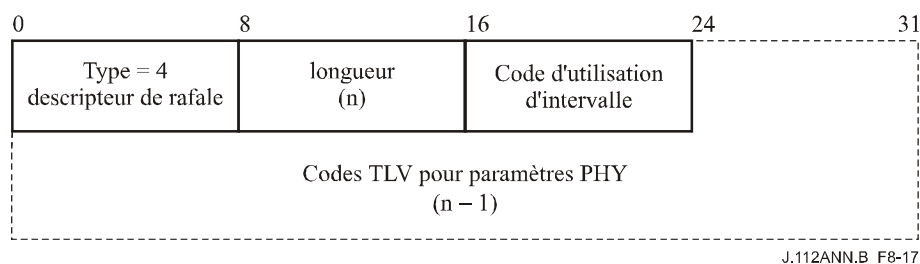 0 8 16 24 31
Type = 4 longueur Code d'utilisation
descripteur de rafale (n) d'intervalle
Codes TLV pour paramètres PHY
(n – 1)
J.112ANN.B_F8-17